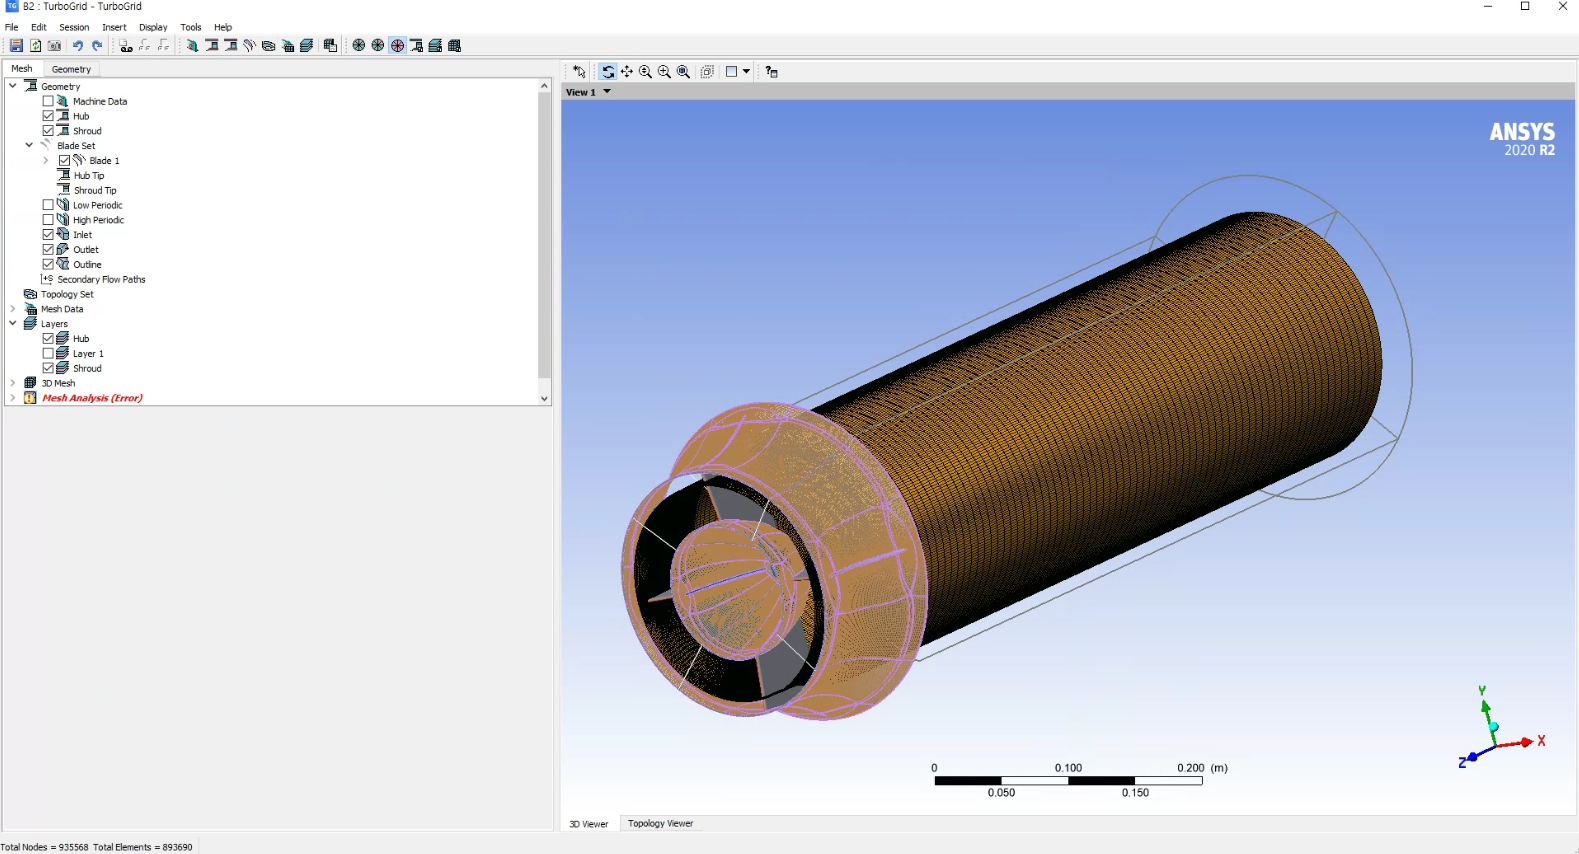 TG B2 : TurboGrid - TurboGrid
File Edit Session Insert Display Tools Help
Mesh Geometry
Geometry
Machine Data
Hub
Shroud
Blade Set
Blade 1
Hub Tip
Shroud Tip
Low Periodic
High Periodic
Inlet
Outlet
Outline
Secondary Flow Paths
Topology Set
Mesh Data
Layers
Hub
Layer 1
Shroud
3D Mesh
Mesh Analysis (Error)
View 1
ANSYS
2020 R2
Y
X
Z
0 0.100 0.200 (m)
0.050 0.150
3D Viewer Topology Viewer
Total Nodes = 935568 Total Elements = 893690